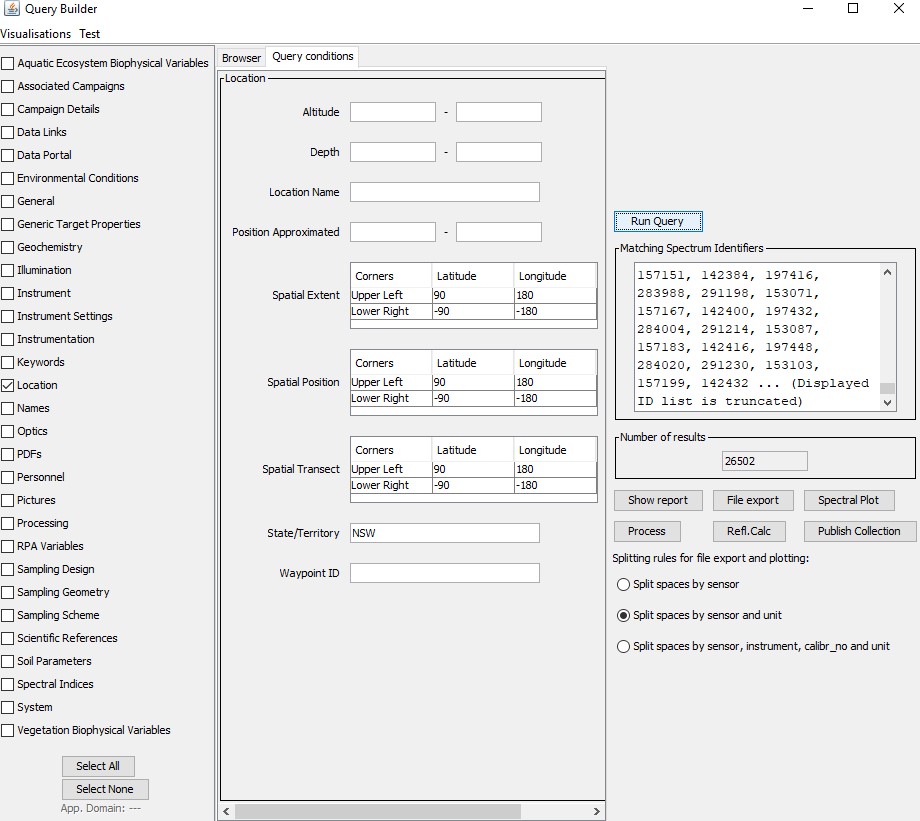 Query Builder
Visualisations Test
Aquatic Ecosystem Biophysical Variables
Associated Campaigns
Campaign Details
Data Links
Data Portal
Environmental Conditions
General
Generic Target Properties
Geochemistry
Illumination
Instrument
Instrument Settings
Instrumentation
Keywords
Location
Names
Optics
PDFs
Personnel
Pictures
Processing
RPA Variables
Sampling Design
Sampling Geometry
Sampling Scheme
Scientific References
Soil Parameters
Spectral Indices
System
Vegetation Biophysical Variables
Select All
Select None
App. Domain: ---
Browser Query conditions
Location
Altitude -
Depth -
Location Name
Position Approximated -
Spatial Extent
Corners Latitude Longitude
Upper Left 90 180
Lower Right -90 -180
Spatial Position
Corners Latitude Longitude
Upper Left 90 180
Lower Right -90 -180
Spatial Transect
Corners Latitude Longitude
Upper Left 90 180
Lower Right -90 -180
State/Territory NSW
Waypoint ID
Run Query
Matching Spectrum Identifiers
157151, 142384, 197416,
283988, 291198, 153071,
157167, 142400, 197432,
284004, 291214, 153087,
157183, 142416, 197448,
284020, 291230, 153103,
157199, 142432 ... (Displayed
ID list is truncated)
Number of results
26502
Show report File export Spectral Plot
Process Refl.Calc Publish Collection
Splitting rules for file export and plotting:
Split spaces by sensor
Split spaces by sensor and unit
Split spaces by sensor, instrument, calibr_no and unit